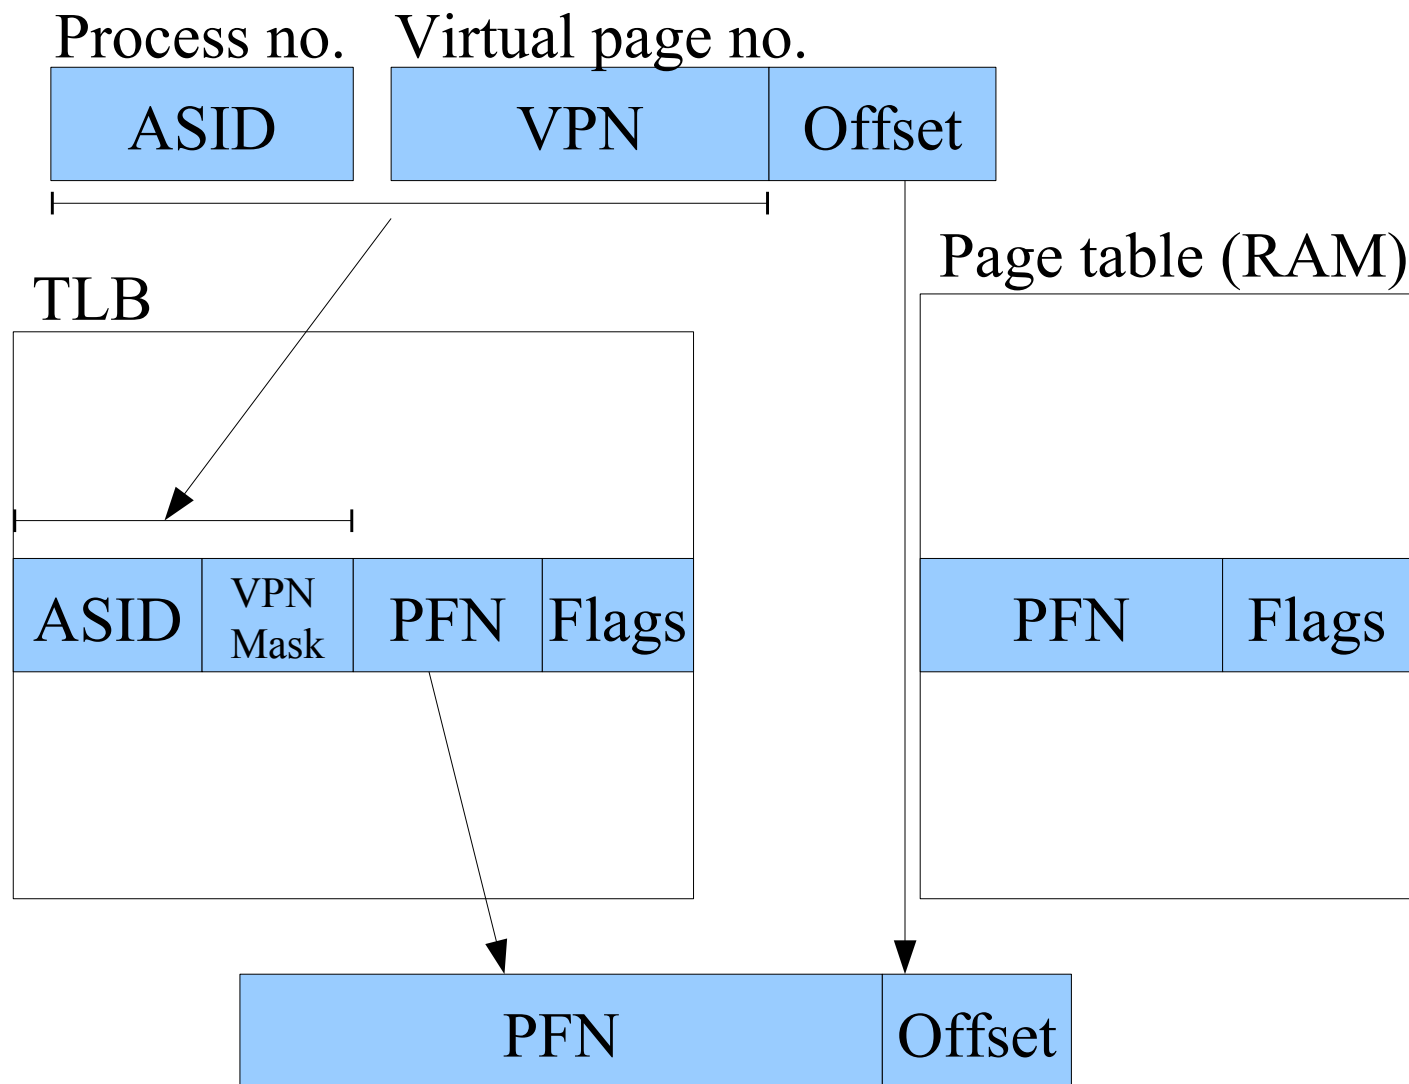 Process no.
Virtual page no.
ASID
VPN
Offset
Page table (RAM)
TLB
ASID
VPN
Mask
PFN
Flags
PFN
Flags
PFN
Offset